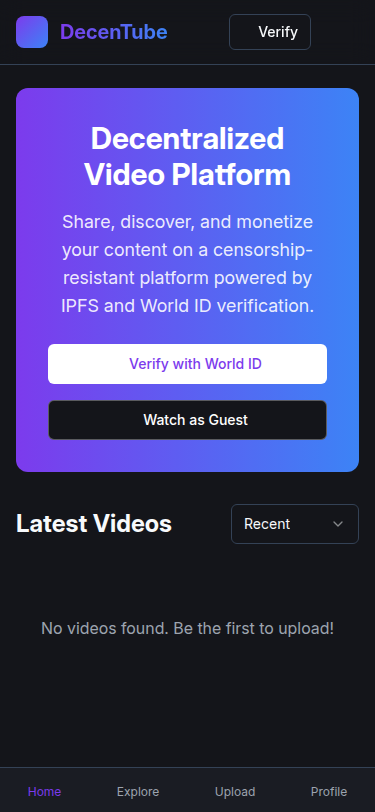 DecenTube
Verify
Decentralized
Video Platform
Share, discover, and monetize
your content on a censorship-
resistant platform powered by
IPFS and World ID verification.
Verify with World ID
Watch as Guest
Latest Videos
Recent
No videos found. Be the first to upload!
Home
Explore
Upload
Profile